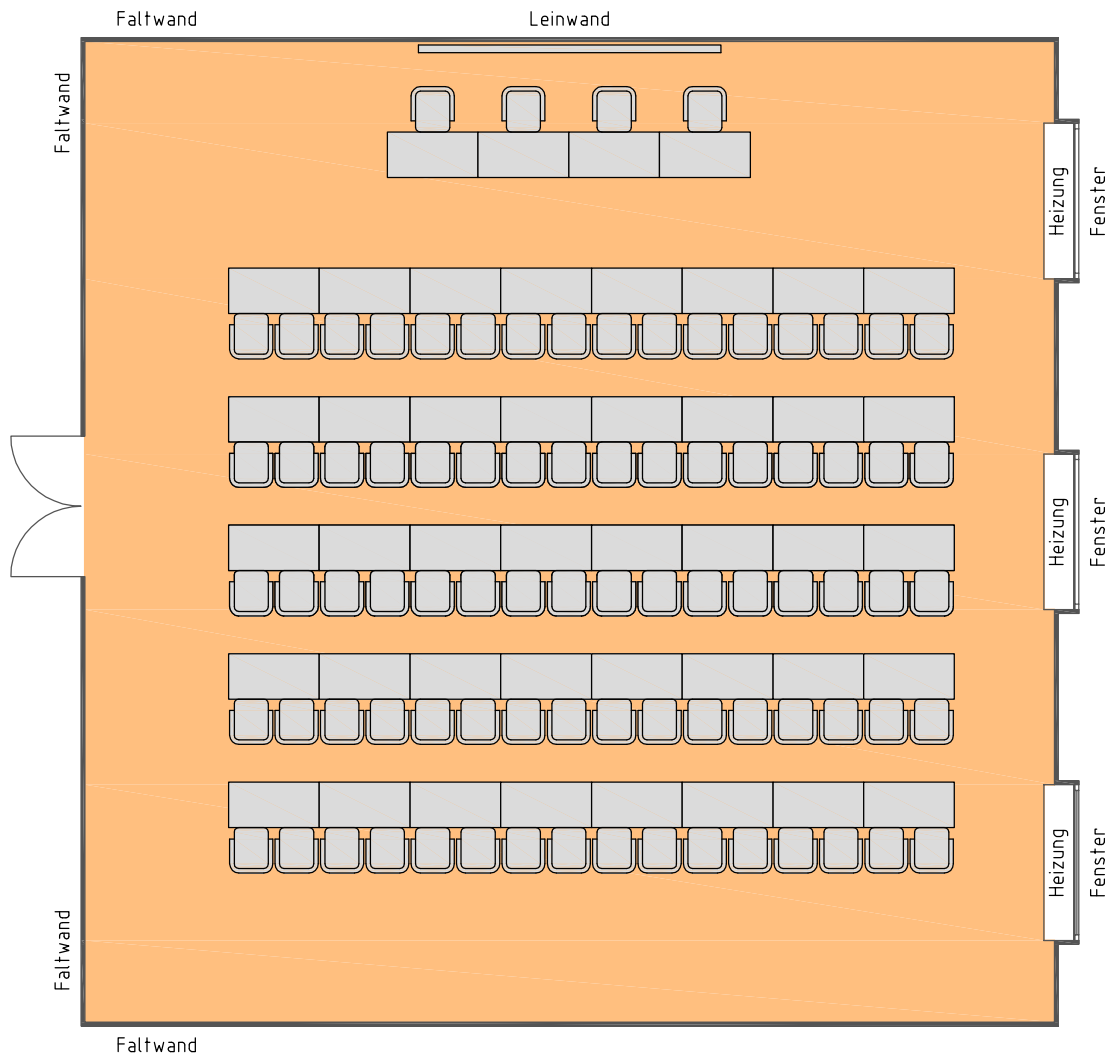 Faltwand
Leinwand
Faltwand
Heizung
Fenster
Heizung
Fenster
Heizung
Fenster
Faltwand
Faltwand